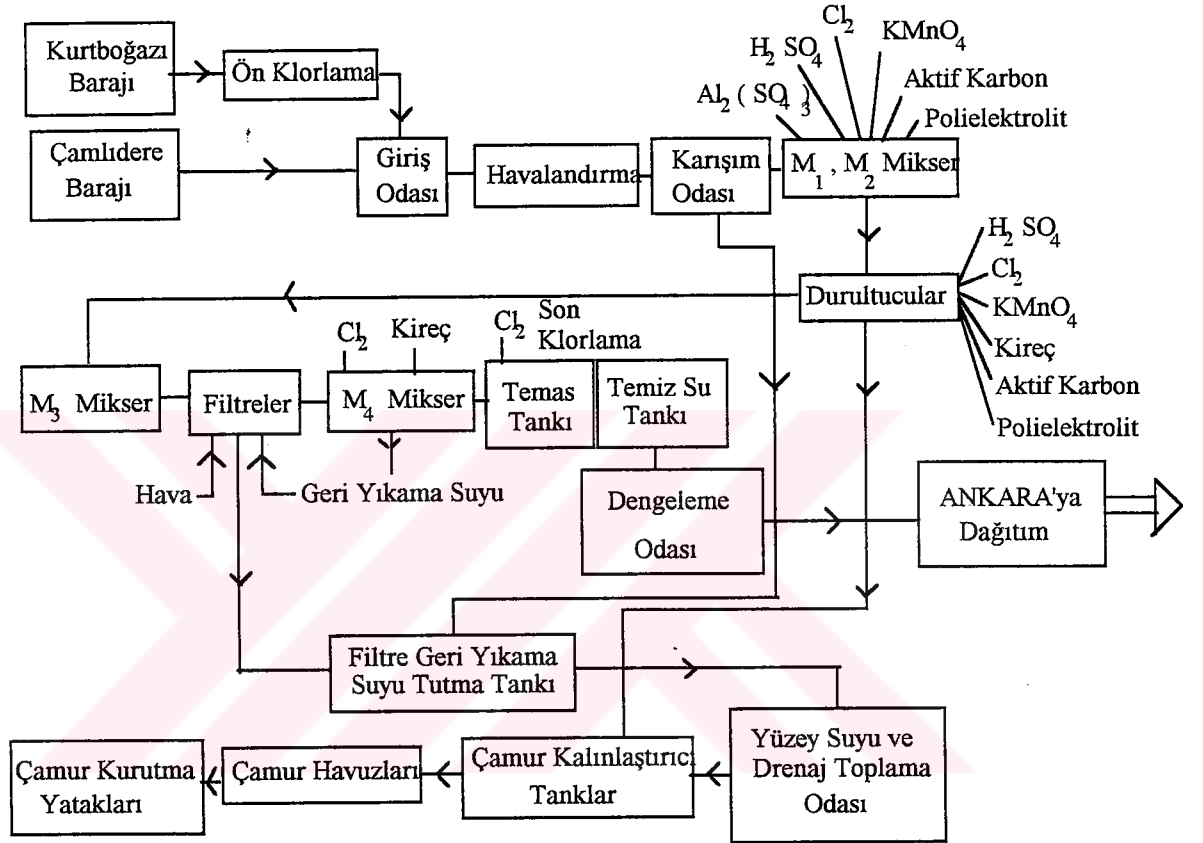 Kurtboğazı
Barajı
Ön Klorlama
Çamlıdere
Barajı
Giriş
Odası
Havalandırma
Karışım
Odası
Al2 ( SO4 )3
H2 SO4
Cl2
KMnO4
Aktif Karbon
Polielektrolit
M1 , M2 Mikser
Durultucular
H2 SO4
Cl2
KMnO4
Kireç
Aktif Karbon
Polielektrolit
M3 Mikser
Filtreler
Cl2
Kireç
M4 Mikser
Cl2
Son
Klorlama
Temas
Tankı
Temiz Su
Tankı
Hava
Geri Yıkama Suyu
Dengeleme
Odası
ANKARA'ya
Dağıtım
Filtre Geri Yıkama
Suyu Tutma Tankı
Çamur Kurutma
Yatakları
Çamur Havuzları
Çamur Kalınlaştırıcı
Tanklar
Yüzey Suyu ve
Drenaj Toplama
Odası